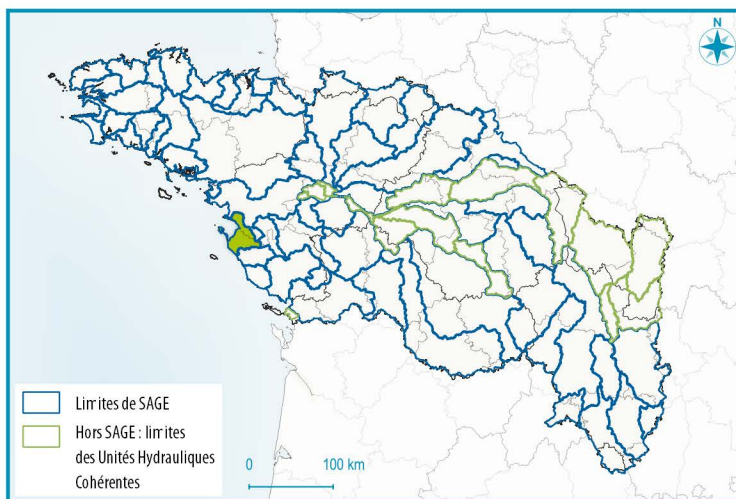 N
Limites de SAGE
Hors SAGE : limites
des Unités Hydrauliques
Cohérentes
0 100 km